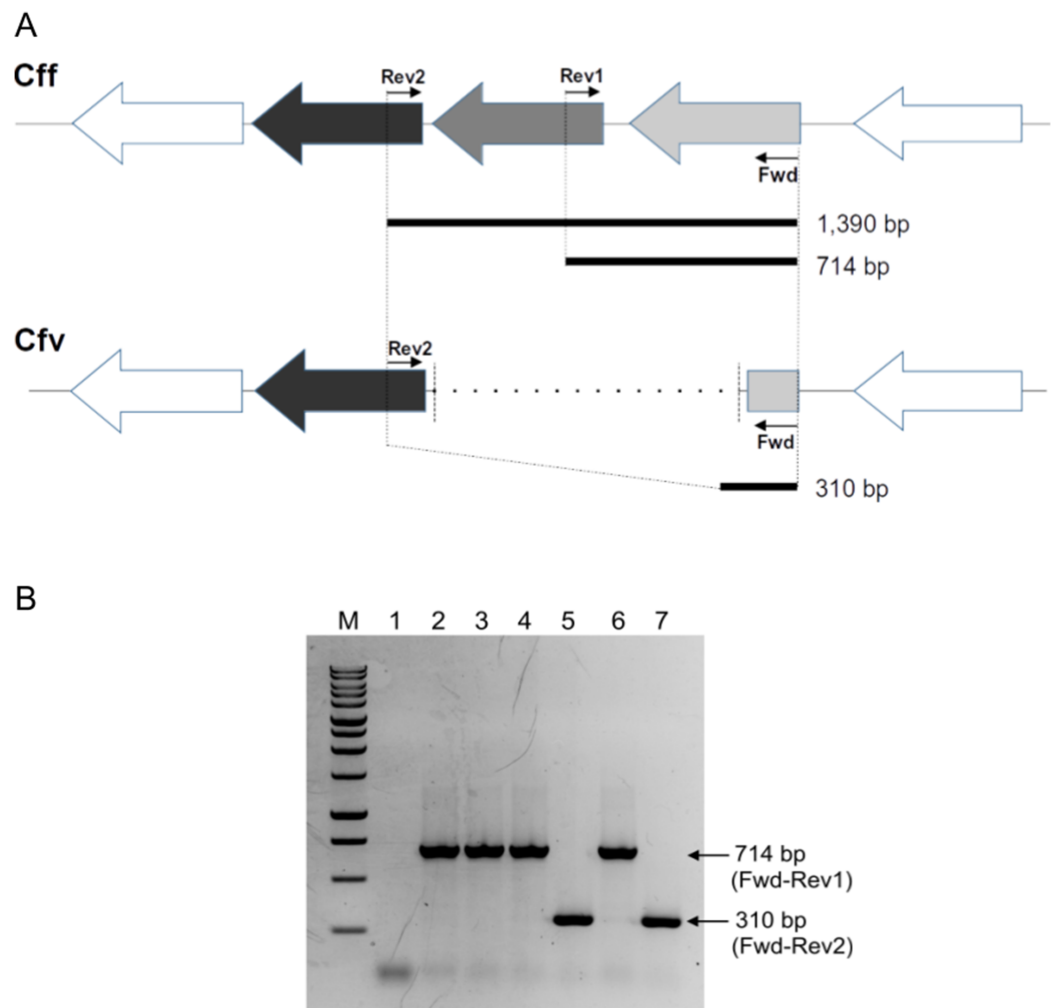 A
Cff
Rev2
Rev1
Fwd
1,390 bp
714 bp
Cfv
Rev2
Fwd
310 bp
B
M 1 2 3 4 5 6 7
714 bp
(Fwd-Rev1)
310 bp
(Fwd-Rev2)